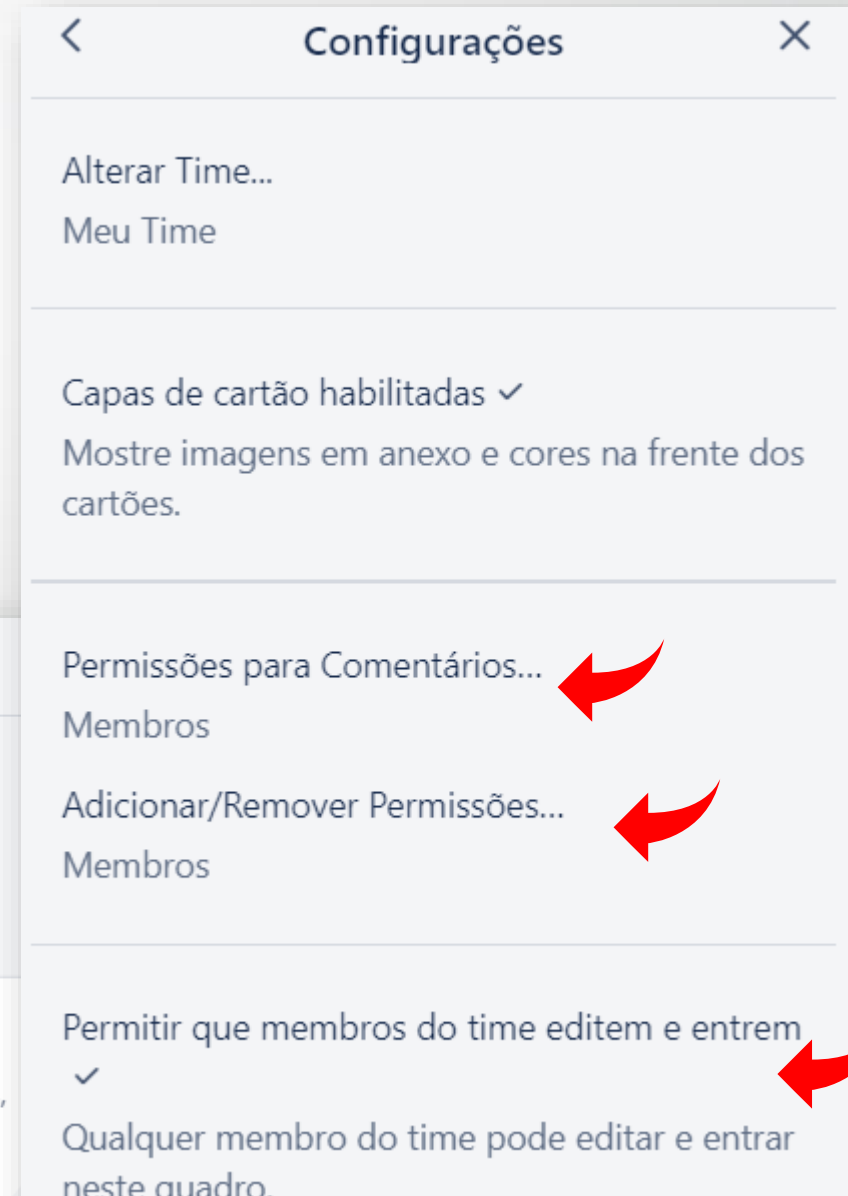 Configurações
Alterar Time...
Meu Time
Capas de cartão habilitadas ✓
Mostre imagens em anexo e cores na frente dos
cartões.
Permissões para Comentários...
Membros
Adicionar/Remover Permissões...
Membros
Permitir que membros do time editem e entrem
✓
Qualquer membro do time pode editar e entrar
neste quadro.